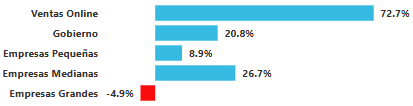 Ventas Online 72.7%
Gobierno 20.8%
Empresas Pequeñas 8.9%
Empresas Medianas 26.7%
Empresas Grandes -4.9%